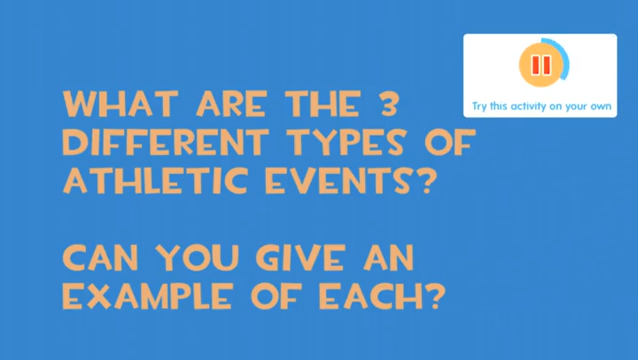 Try this activity on your own
WHAT ARE THE 3
DIFFERENT TYPES OF
ATHLETIC EVENTS?
CAN YOU GIVE AN
EXAMPLE OF EACH?